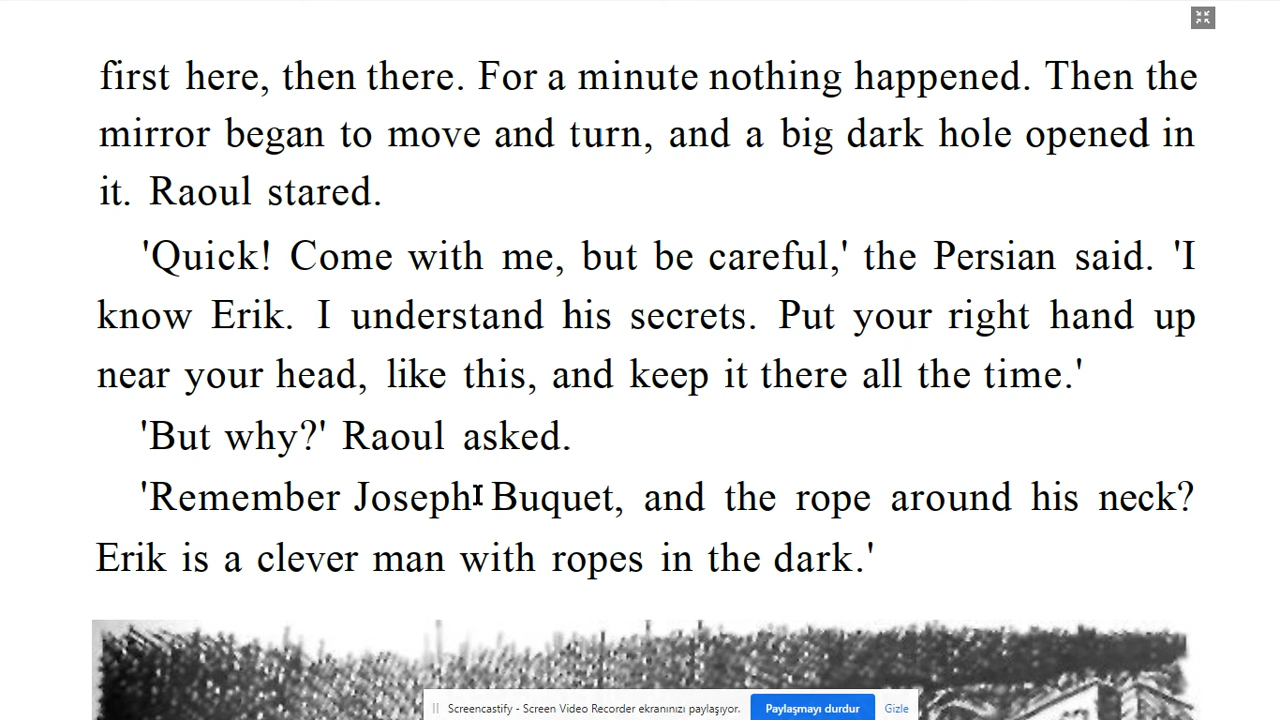 first here, then there. For a minute nothing happened. Then the
mirror began to move and turn, and a big dark hole opened in
it. Raoul stared.
'Quick! Come with me, but be careful,' the Persian said. 'I
know Erik. I understand his secrets. Put your right hand up
near your head, like this, and keep it there all the time.'
'But why?' Raoul asked.
'Remember Joseph Buquet, and the rope around his neck?
Erik is a clever man with ropes in the dark.'
Screencastify - Screen Video Recorder ekranınızı paylaşıyor. Paylaşmayı durdur Gizle